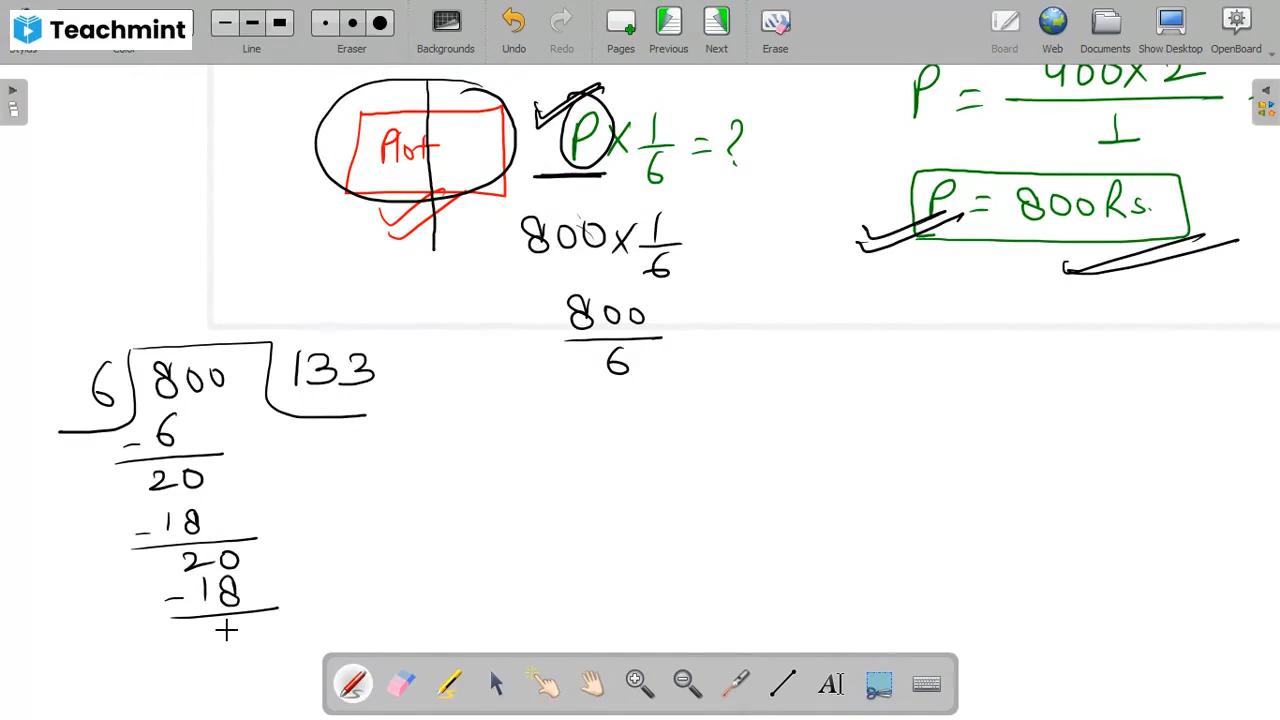 Teachmint
Line
Eraser
Backgrounds
Undo
Redo
Pages
Previous
Next
Erase
Board
Web
Documents
Show Desktop
OpenBoard
Plot
P × 1/6 = ?
800 × 1/6
800/6
P = 400 × 2 / 1
P = 800 Rs.
6 800 133
- 6
20
- 18
20
- 18